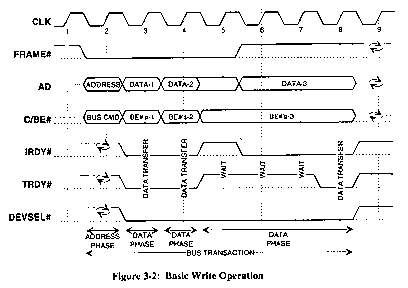 CLK
1 2 3 4 5 6 7 8 9
FRAME#
AD ADDRESS DATA-1 DATA-2 DATA-3
C/BE# BUS CMD BE#'s-1 BE#'s-2 BE#'s-3
IRDY#
DATA TRANSFER
DATA TRANSFER
WAIT
WAIT
WAIT
DATA TRANSFER
TRDY#
DEVSEL#
ADDRESS PHASE
DATA PHASE
DATA PHASE
DATA PHASE
BUS TRANSACTION
Figure 3-2: Basic Write Operation